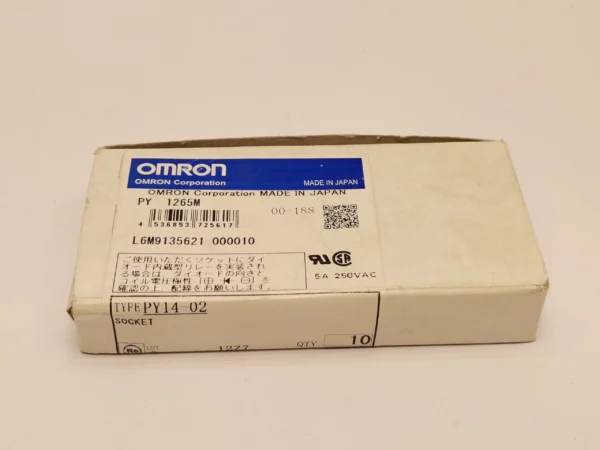 OMRON
OMRON Corporation MADE IN JAPAN
OMRON Corporation MADE IN JAPAN
PY 1265M
00-188
4 536853 725617
L6M9135621 000010
ご使用いただくソケットにダイ
オード内蔵型リレーを実装され
る場合は、ダイオードの向きと
コイル電圧極性
確認の上、配線をお願いします。
5A 250VAC
TYPE PY14-02
SOCKET
LOT
QTY. 10